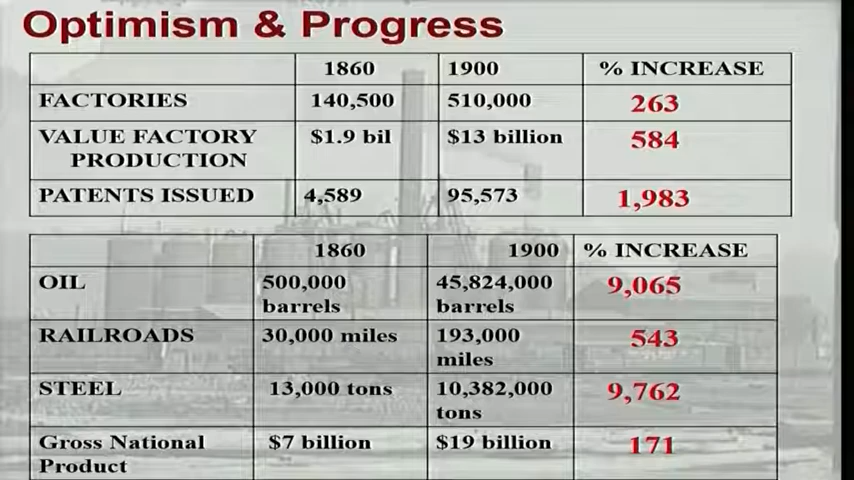 Optimism & Progress
1860 1900 % INCREASE
FACTORIES 140,500 510,000 263
VALUE FACTORY $1.9 bil $13 billion 584
PRODUCTION
PATENTS ISSUED 4,589 95,573 1,983
1860 1900 % INCREASE
OIL 500,000 45,824,000 9,065
barrels barrels
RAILROADS 30,000 miles 193,000 543
miles
STEEL 13,000 tons 10,382,000 9,762
tons
Gross National $7 billion $19 billion 171
Product